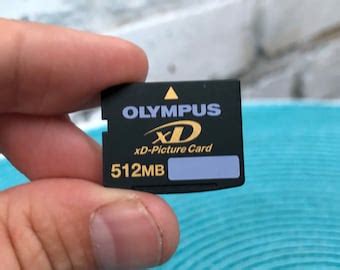 OLYMPUS
xD
xD-Picture Card
512MB